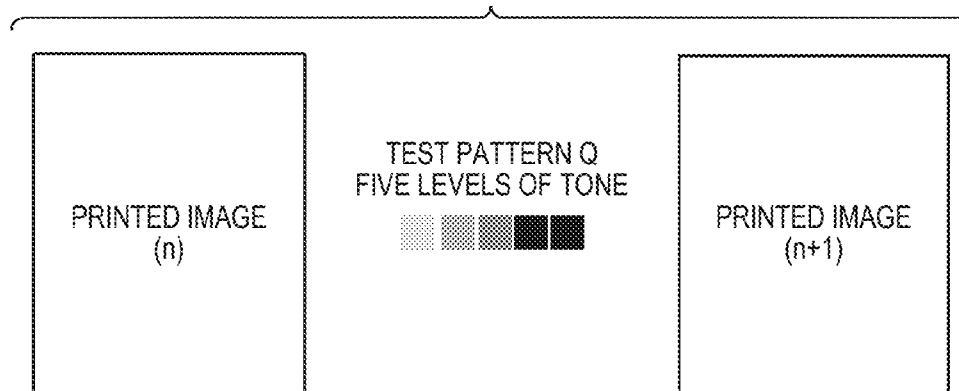 PRINTED IMAGE
(n)
TEST PATTERN Q
FIVE LEVELS OF TONE
PRINTED IMAGE
(n+1)